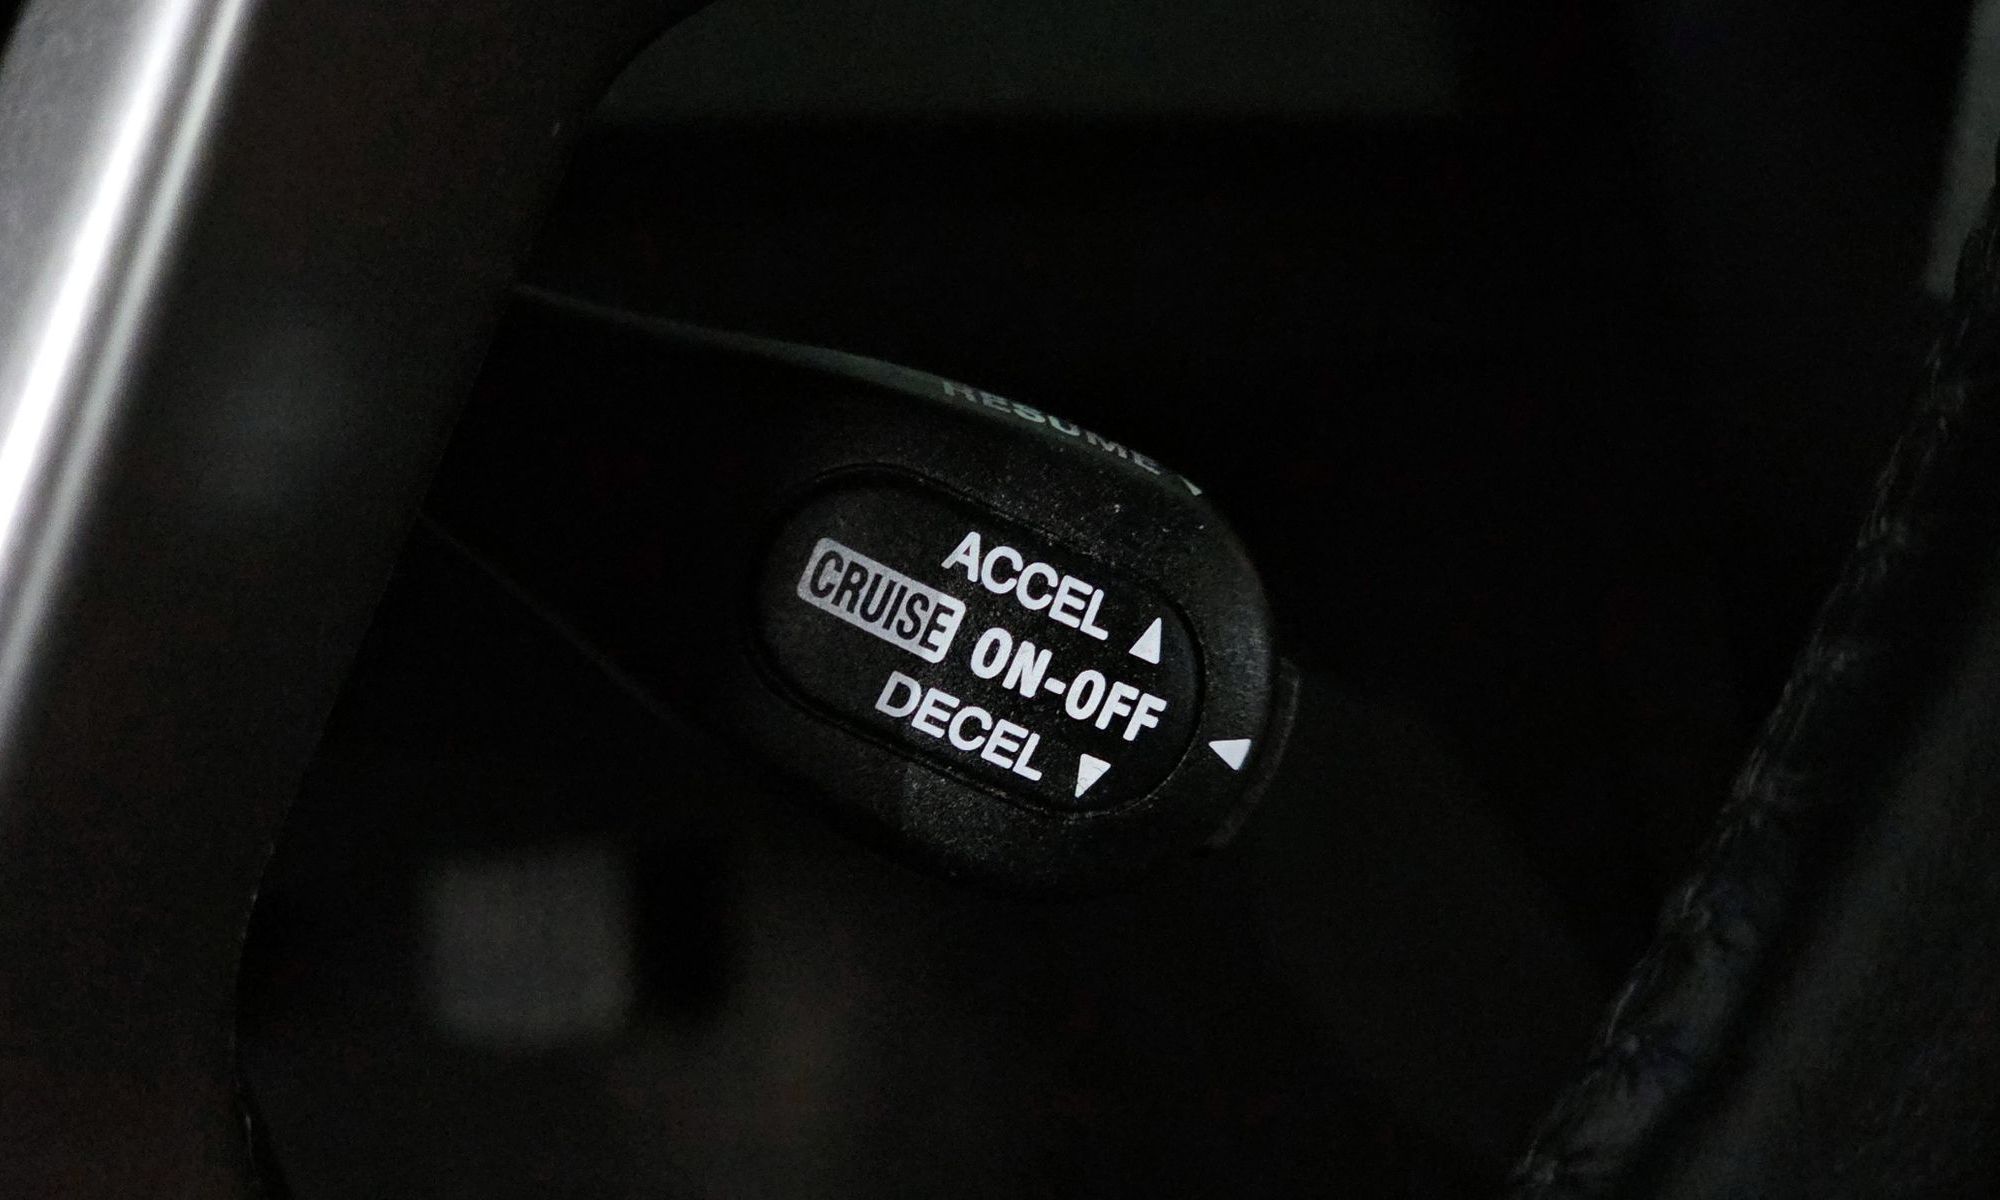 RESUME
ACCEL ▲
CRUISE ON-OFF
DECEL ▼